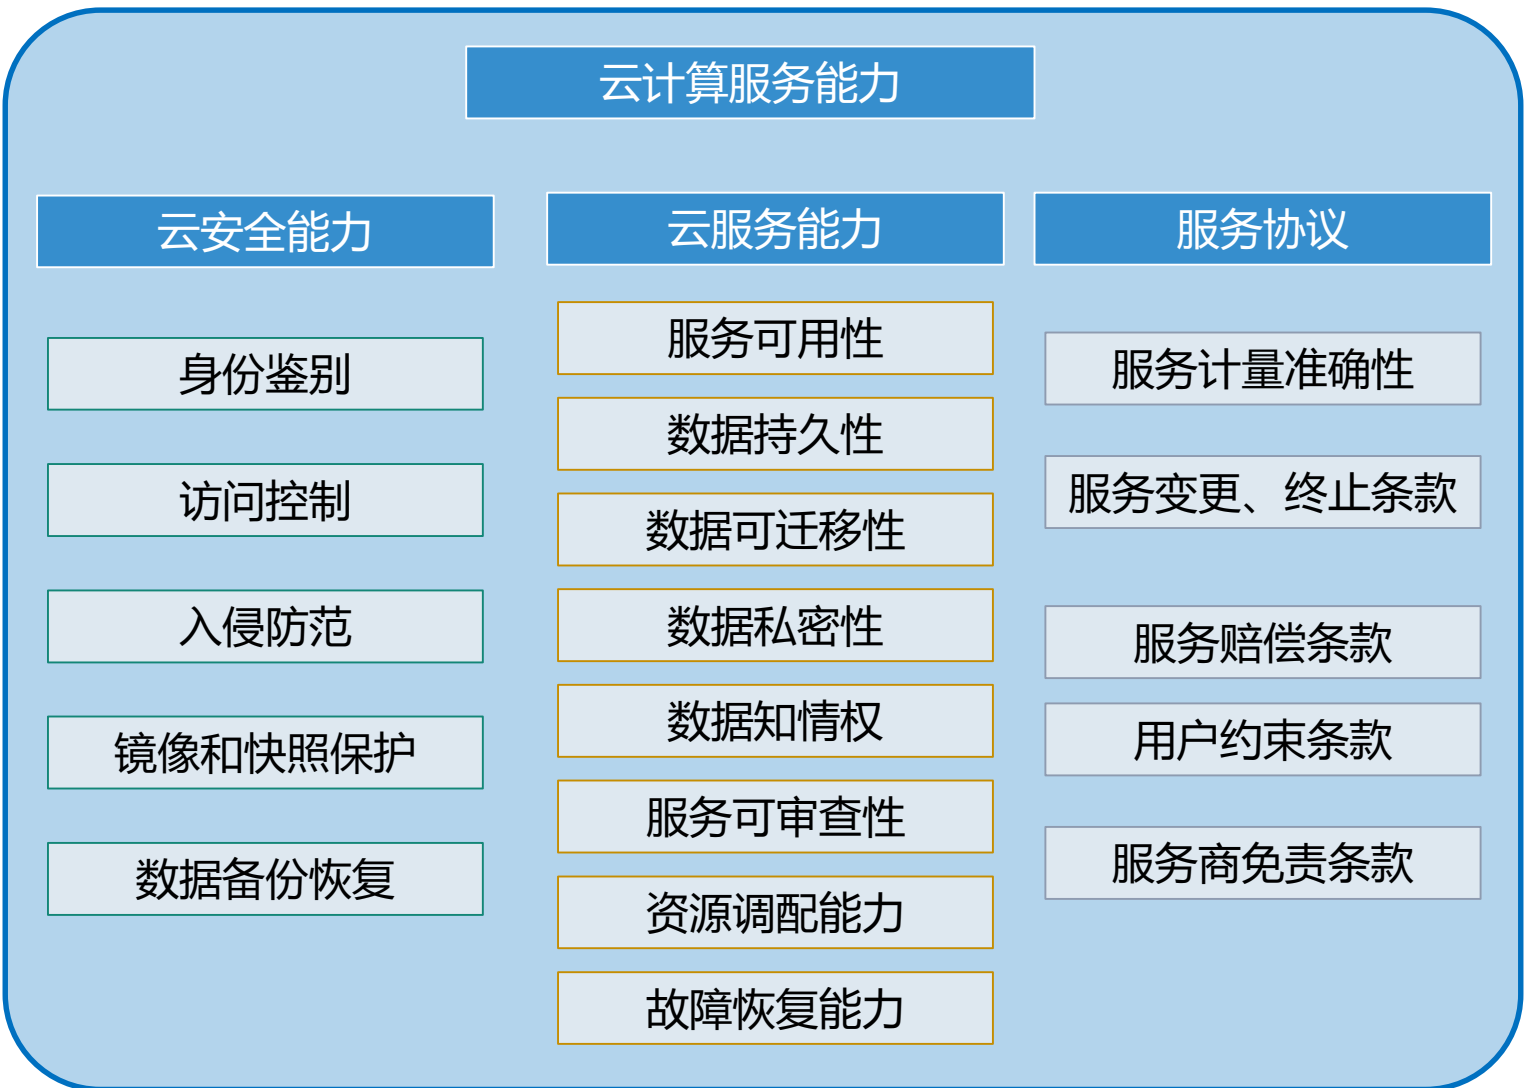 云计算服务能力
云安全能力
身份鉴别
访问控制
入侵防范
镜像和快照保护
数据备份恢复
云服务能力
服务可用性
数据持久性
数据可迁移性
数据私密性
数据知情权
服务可审查性
资源调配能力
故障恢复能力
服务协议
服务计量准确性
服务变更、终止条款
服务赔偿条款
用户约束条款
服务商免责条款